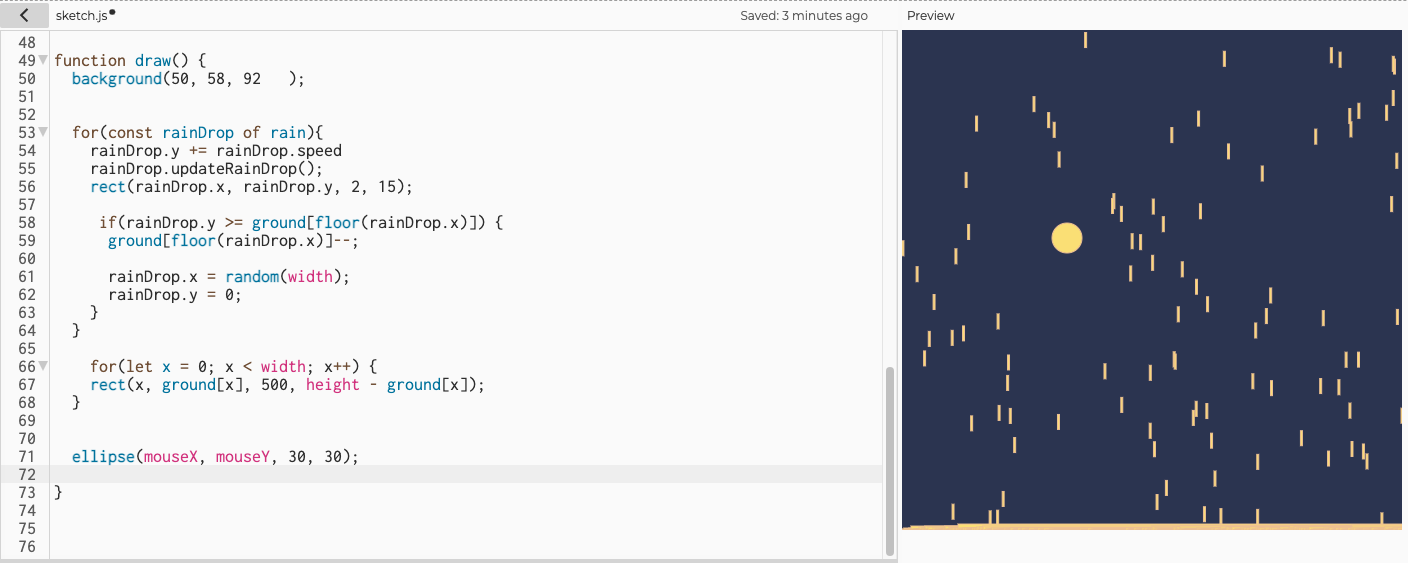 sketch.js•
Saved: 3 minutes ago
Preview
48
49 function draw() {
50 background(50, 58, 92   );
51
52
53 for(const rainDrop of rain){
54 rainDrop.y += rainDrop.speed
55 rainDrop.updateRainDrop();
56 rect(rainDrop.x, rainDrop.y, 2, 15);
57
58 if(rainDrop.y >= ground[floor(rainDrop.x)]) {
59 ground[floor(rainDrop.x)]--;
60
61 rainDrop.x = random(width);
62 rainDrop.y = 0;
63 }
64 }
65
66 for(let x = 0; x < width; x++) {
67 rect(x, ground[x], 500, height - ground[x]);
68 }
69
70
71 ellipse(mouseX, mouseY, 30, 30);
72
73 }
74
75
76